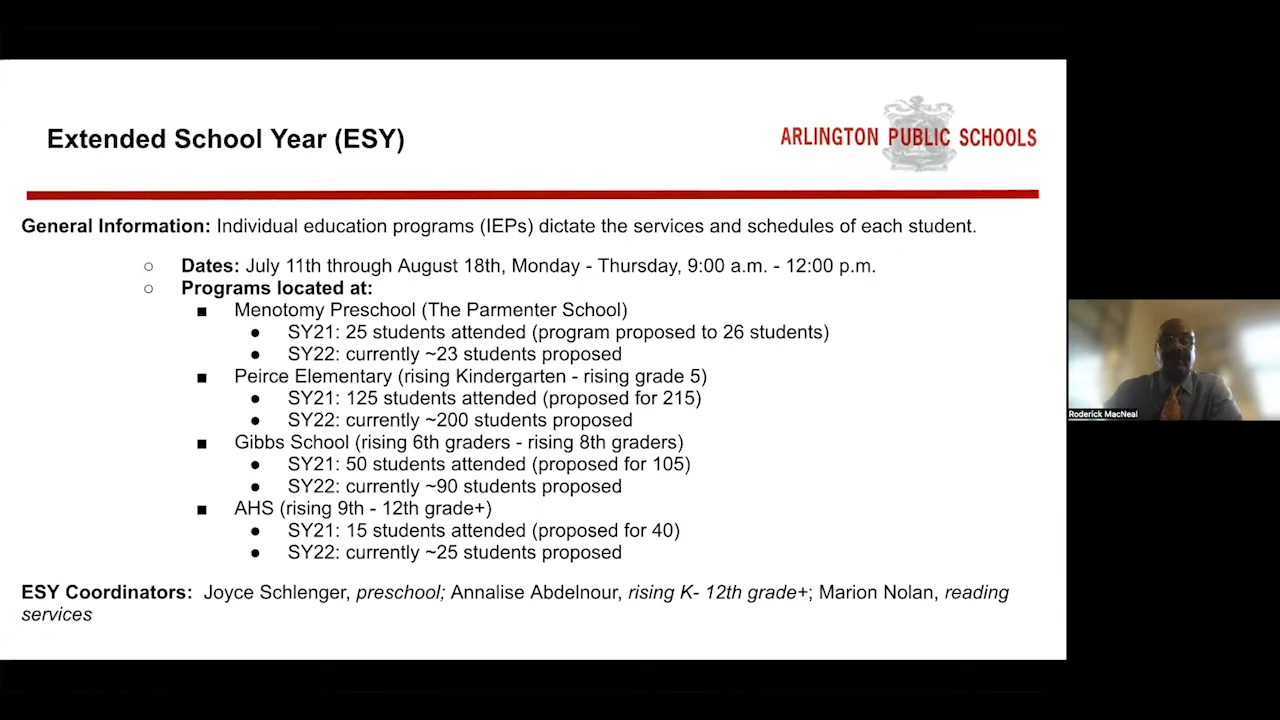 Extended School Year (ESY)
ARLINGTON PUBLIC SCHOOLS
General Information: Individual education programs (IEPs) dictate the services and schedules of each student.
○ Dates: July 11th through August 18th, Monday - Thursday, 9:00 a.m. - 12:00 p.m.
○ Programs located at:
■ Menotomy Preschool (The Parmenter School)
● SY21: 25 students attended (program proposed to 26 students)
● SY22: currently ~23 students proposed
■ Peirce Elementary (rising Kindergarten - rising grade 5)
● SY21: 125 students attended (proposed for 215)
● SY22: currently ~200 students proposed
■ Gibbs School (rising 6th graders - rising 8th graders)
● SY21: 50 students attended (proposed for 105)
● SY22: currently ~90 students proposed
■ AHS (rising 9th - 12th grade+)
● SY21: 15 students attended (proposed for 40)
● SY22: currently ~25 students proposed
ESY Coordinators: Joyce Schlenger, preschool; Annalise Abdelnour, rising K- 12th grade+; Marion Nolan, reading
services
Roderick MacNeal